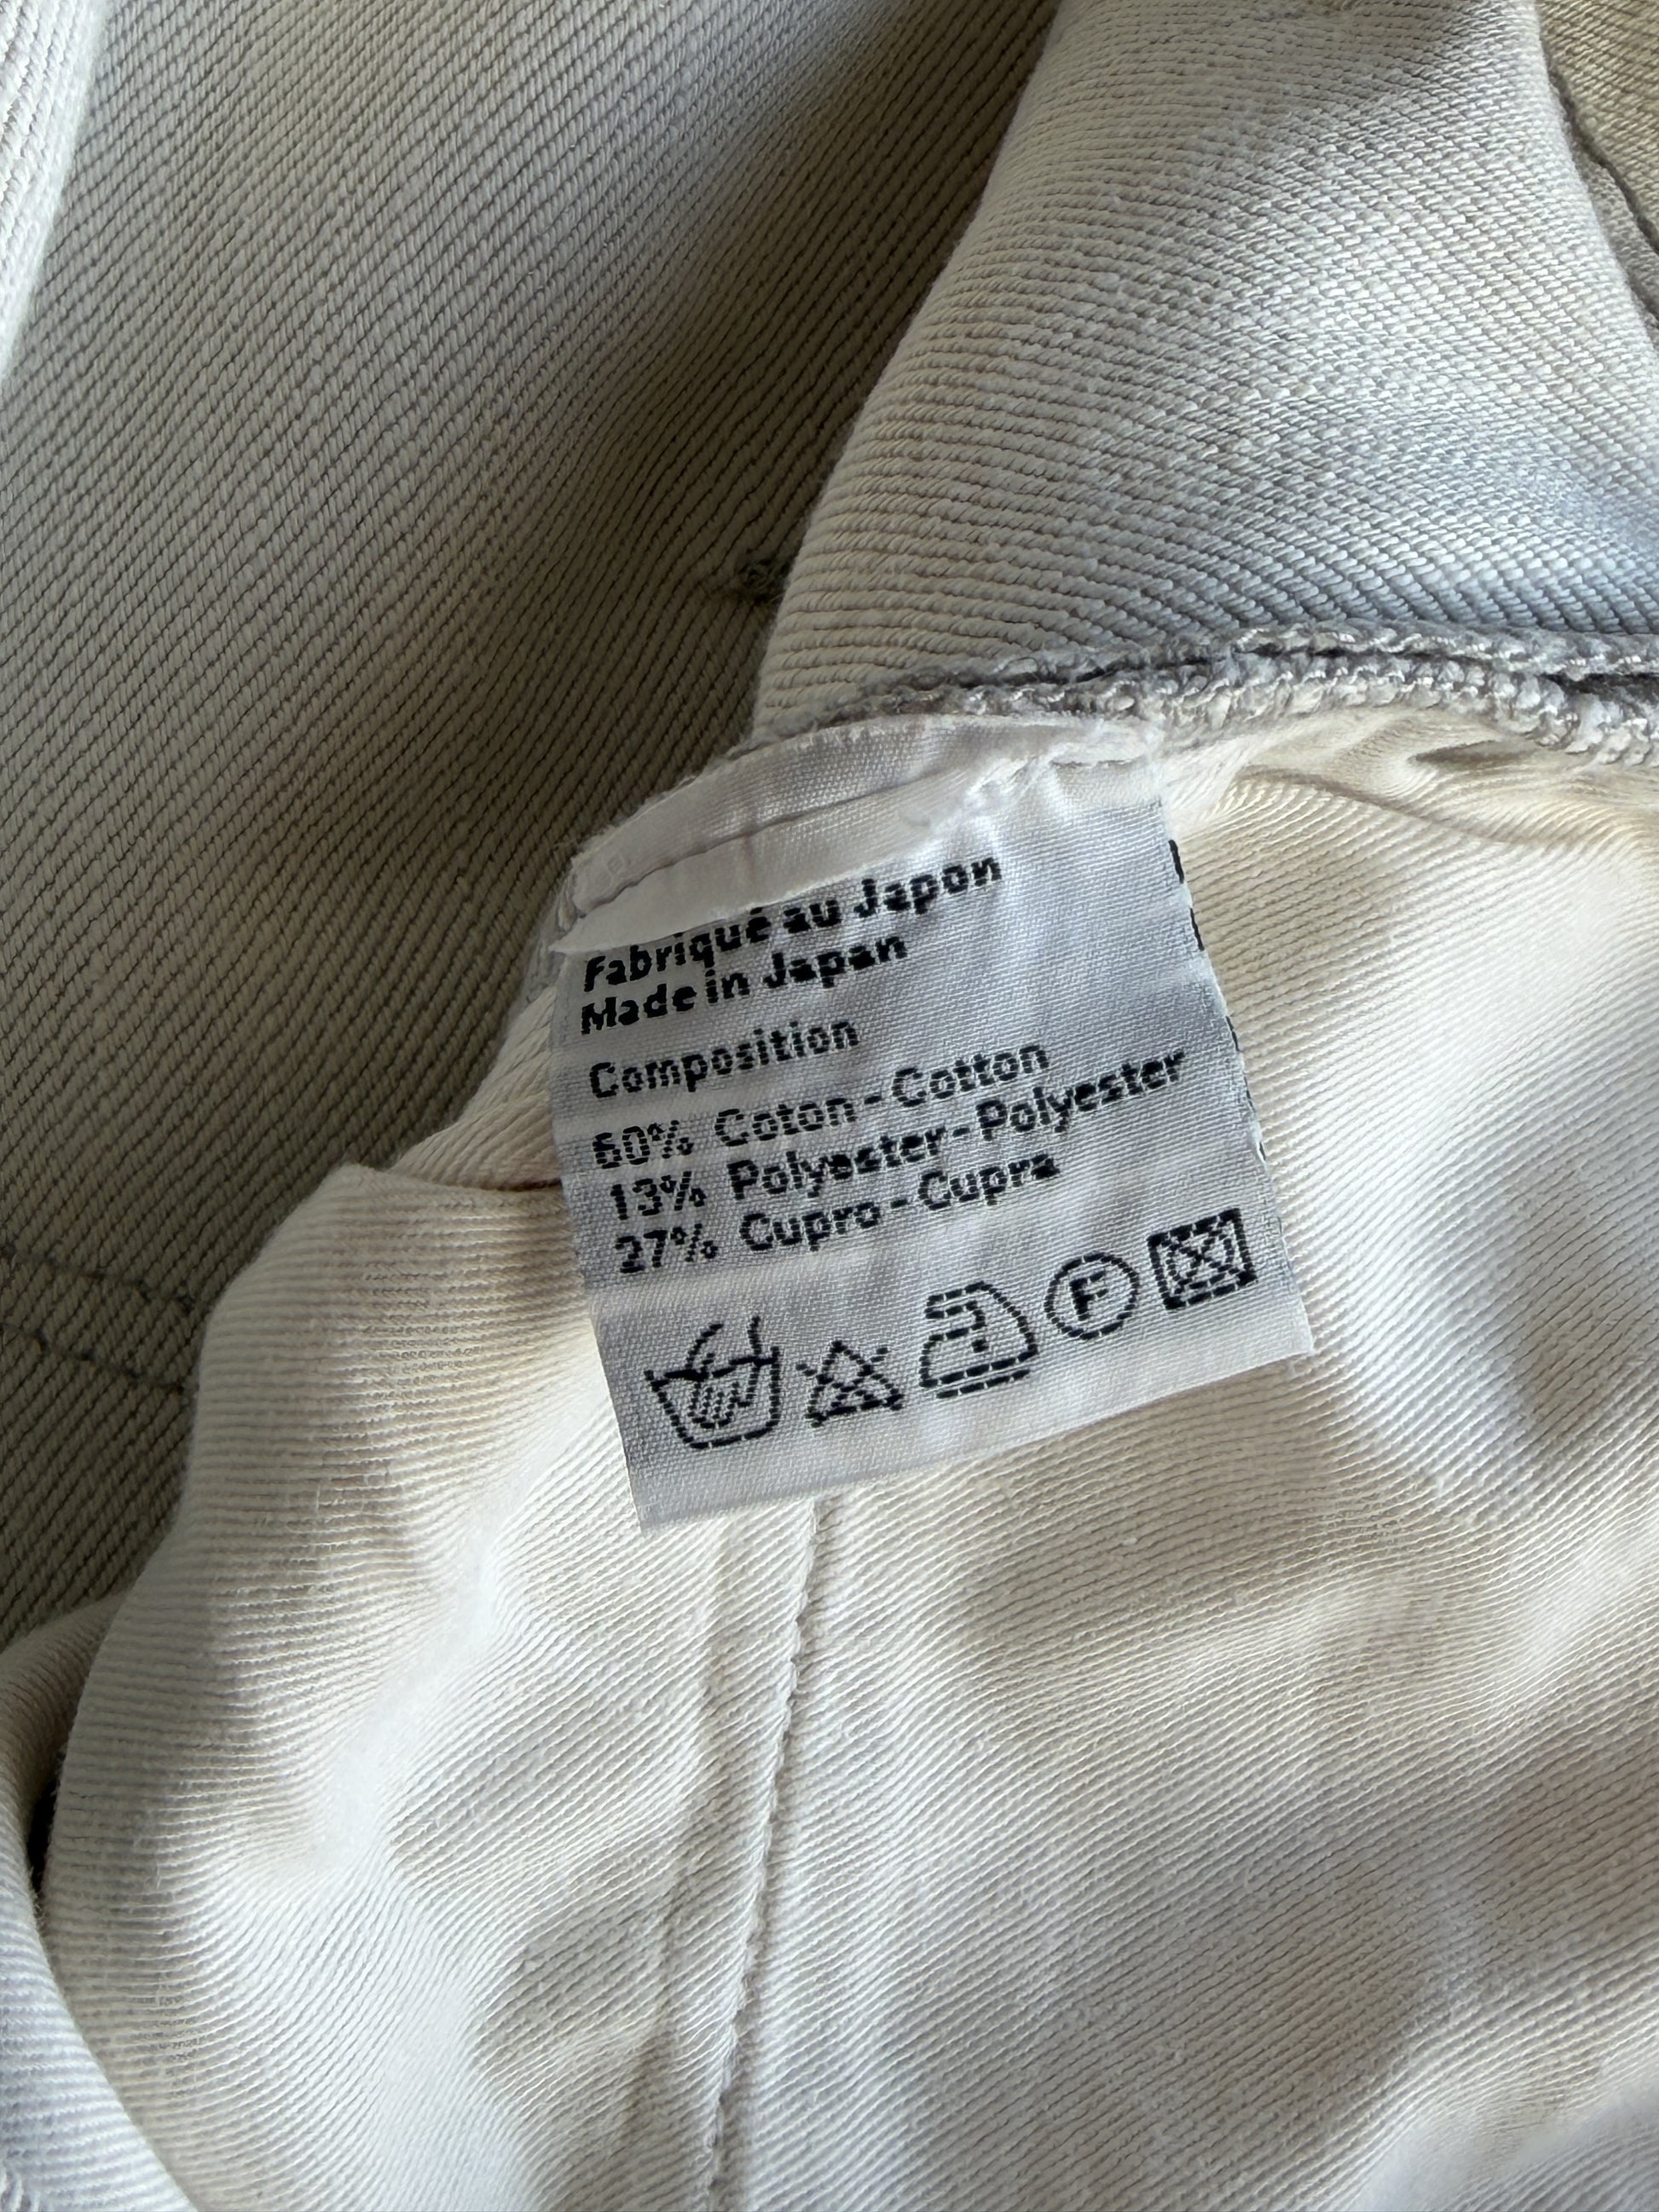 Fabriqué au Japon
Made in Japan
Composition
60% Coton-Cotton
13% Polyester-Polyester
27% Cupro-Cupra
F